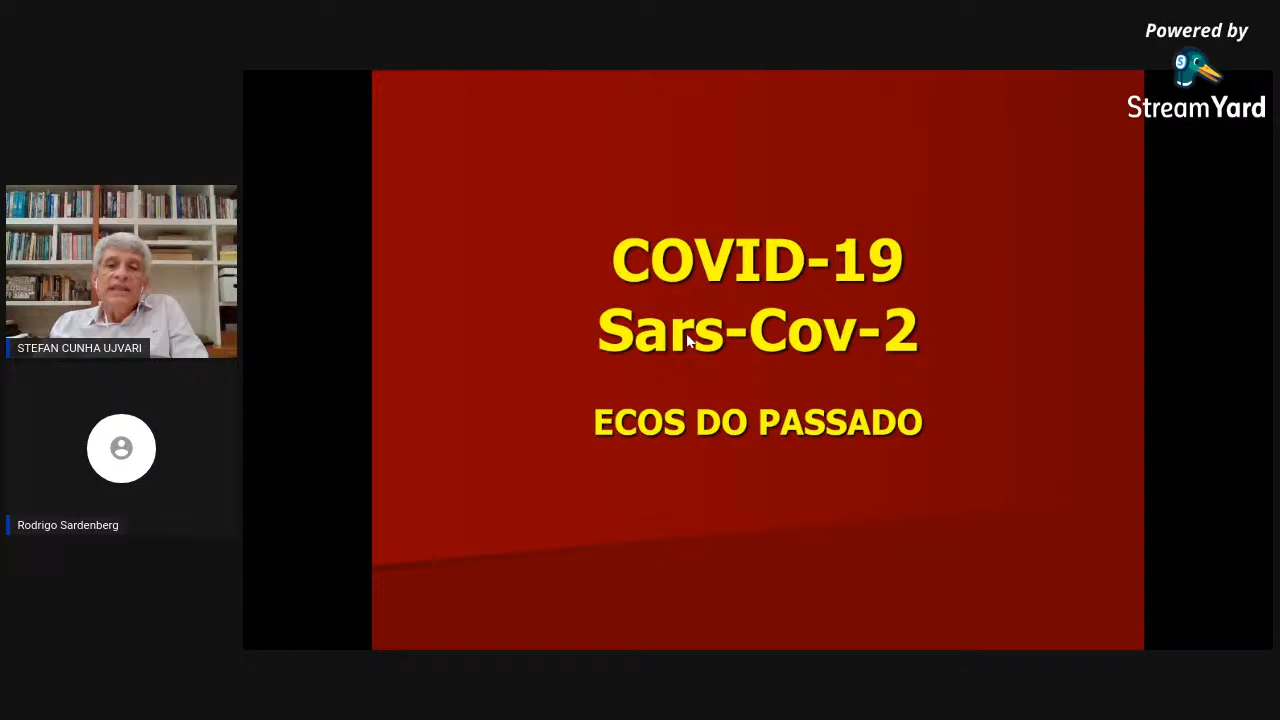 Powered by
StreamYard
COVID-19
Sars-Cov-2
ECOS DO PASSADO
STEFAN CUNHA UJVARI
Rodrigo Sardenberg